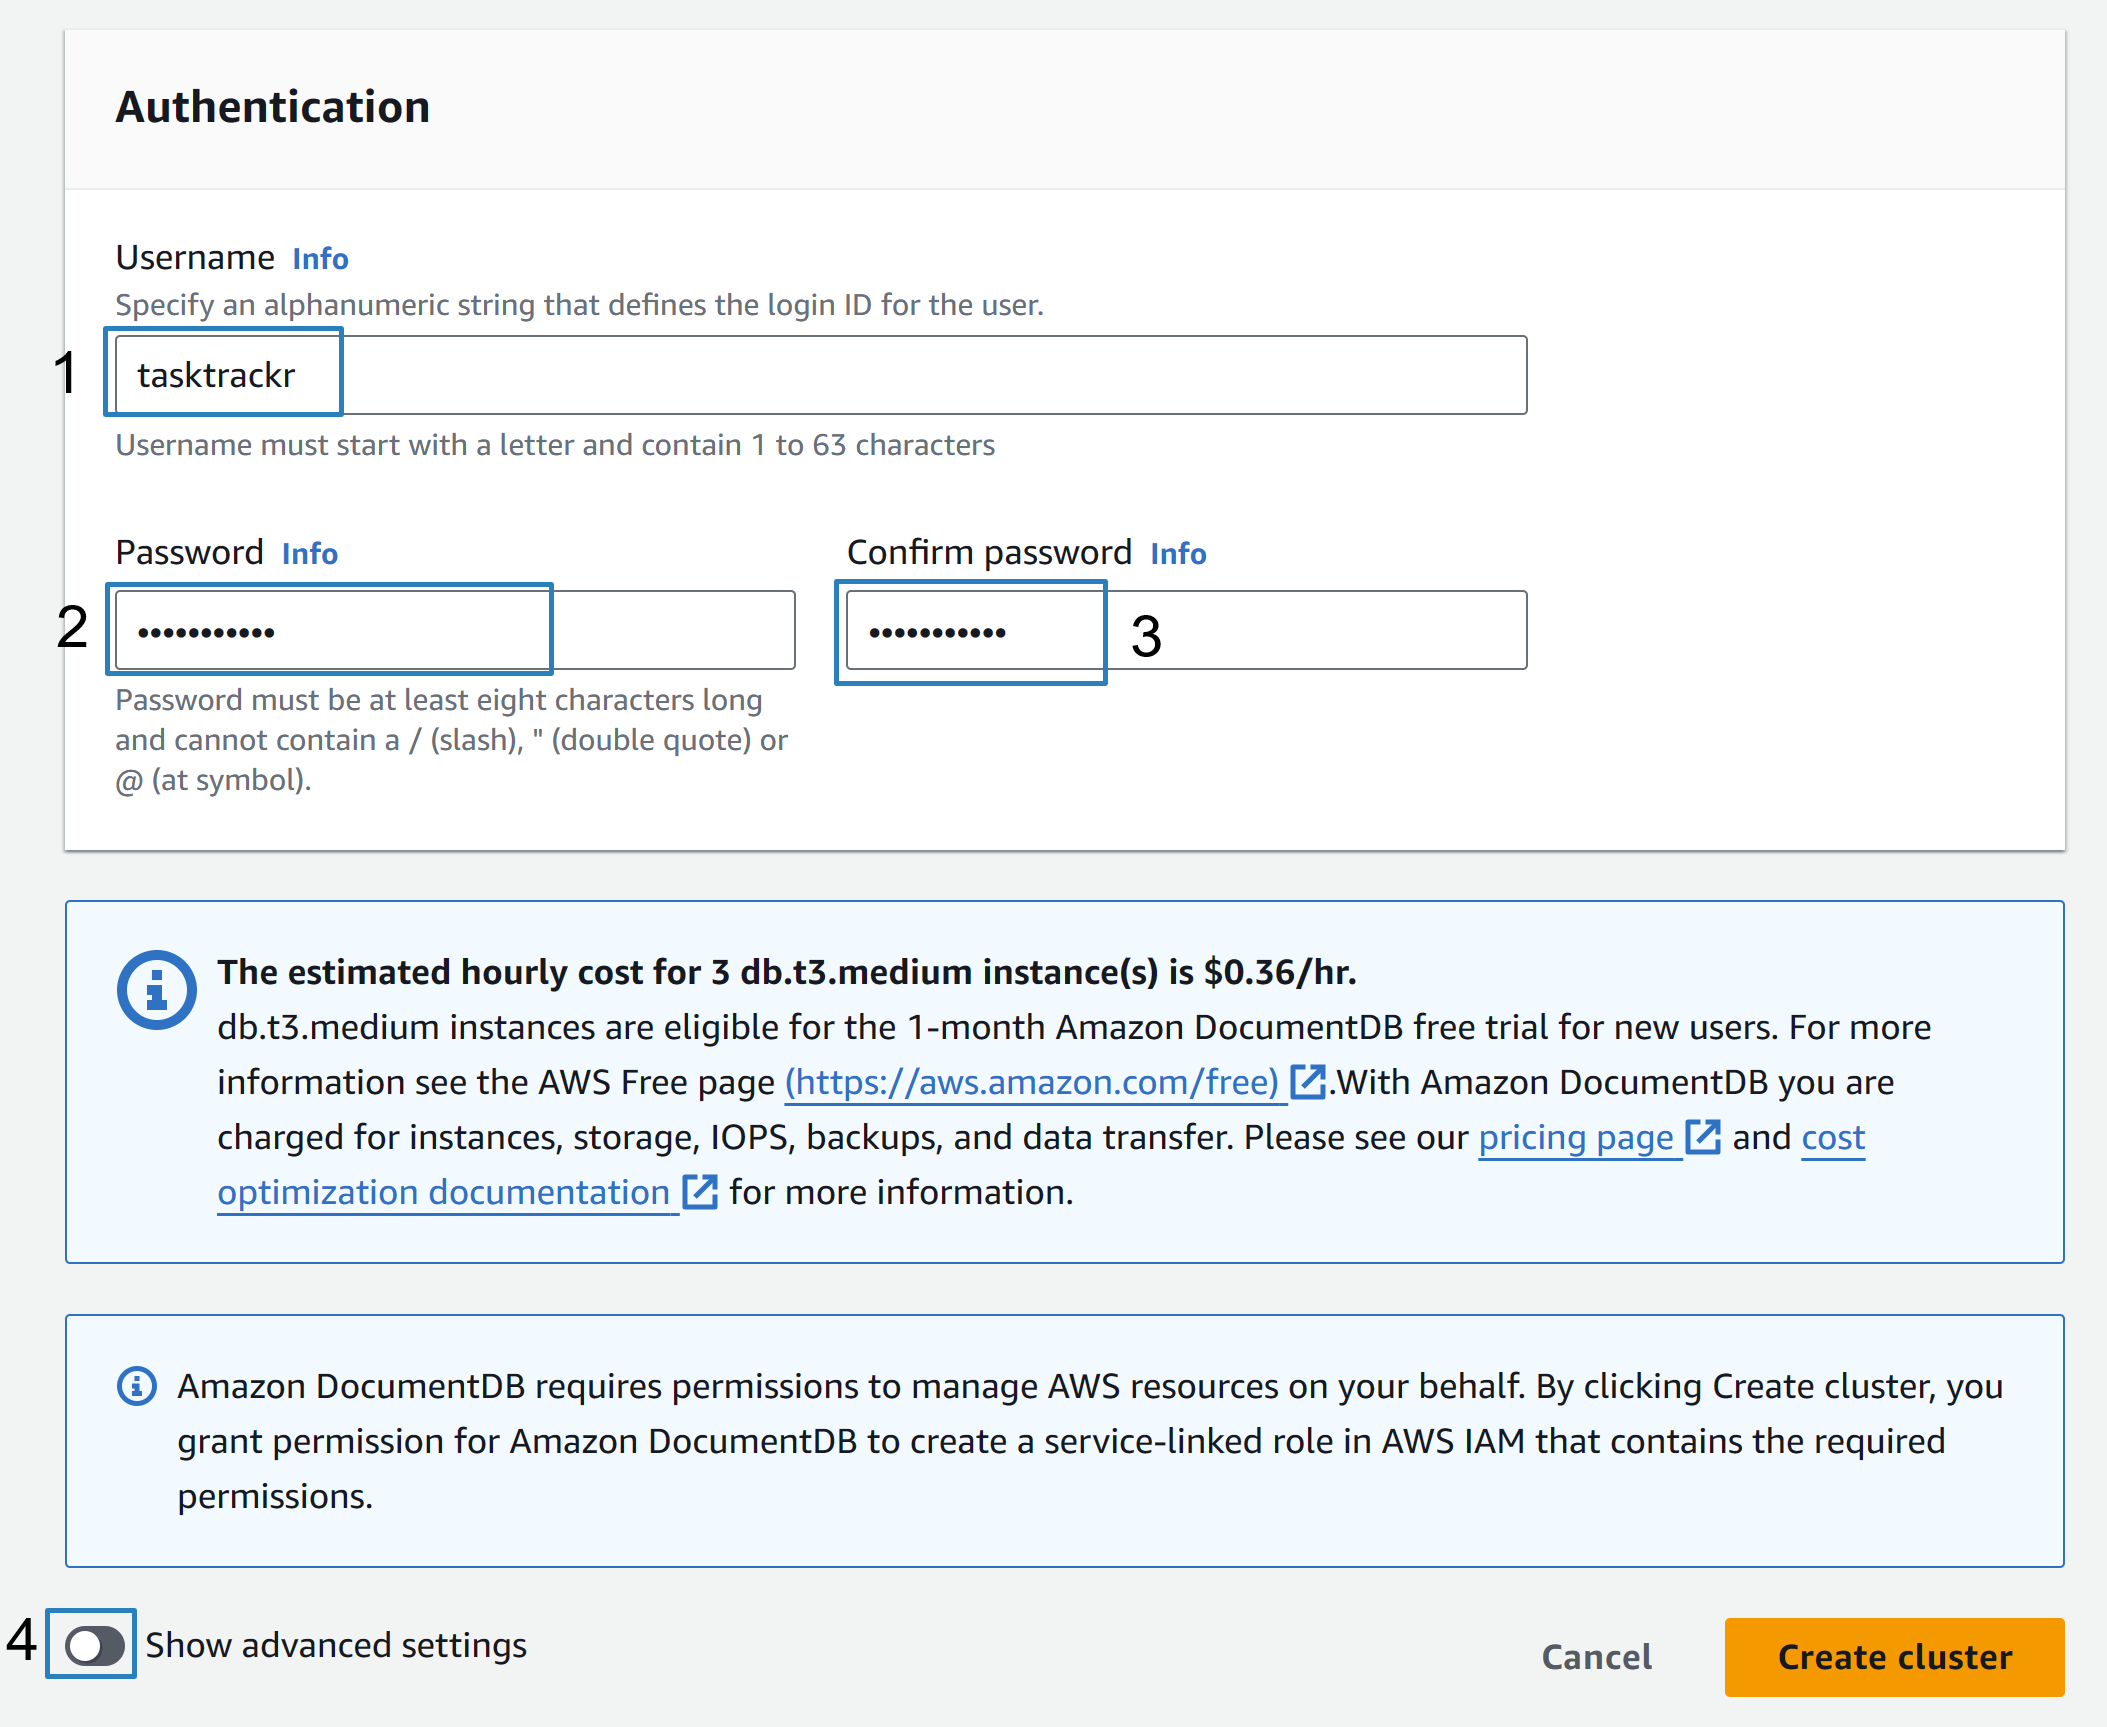 Authentication
Username Info
Specify an alphanumeric string that defines the login ID for the user.
1 tasktrackr
Username must start with a letter and contain 1 to 63 characters
Password Info
Confirm password Info
2 •••••••••••
••••••••••• 3
Password must be at least eight characters long
and cannot contain a / (slash), " (double quote) or
@ (at symbol).
The estimated hourly cost for 3 db.t3.medium instance(s) is $0.36/hr.
db.t3.medium instances are eligible for the 1-month Amazon DocumentDB free trial for new users. For more
information see the AWS Free page (https://aws.amazon.com/free) .With Amazon DocumentDB you are
charged for instances, storage, IOPS, backups, and data transfer. Please see our pricing page and cost
optimization documentation for more information.
Amazon DocumentDB requires permissions to manage AWS resources on your behalf. By clicking Create cluster, you
grant permission for Amazon DocumentDB to create a service-linked role in AWS IAM that contains the required
permissions.
4 Show advanced settings
Cancel
Create cluster